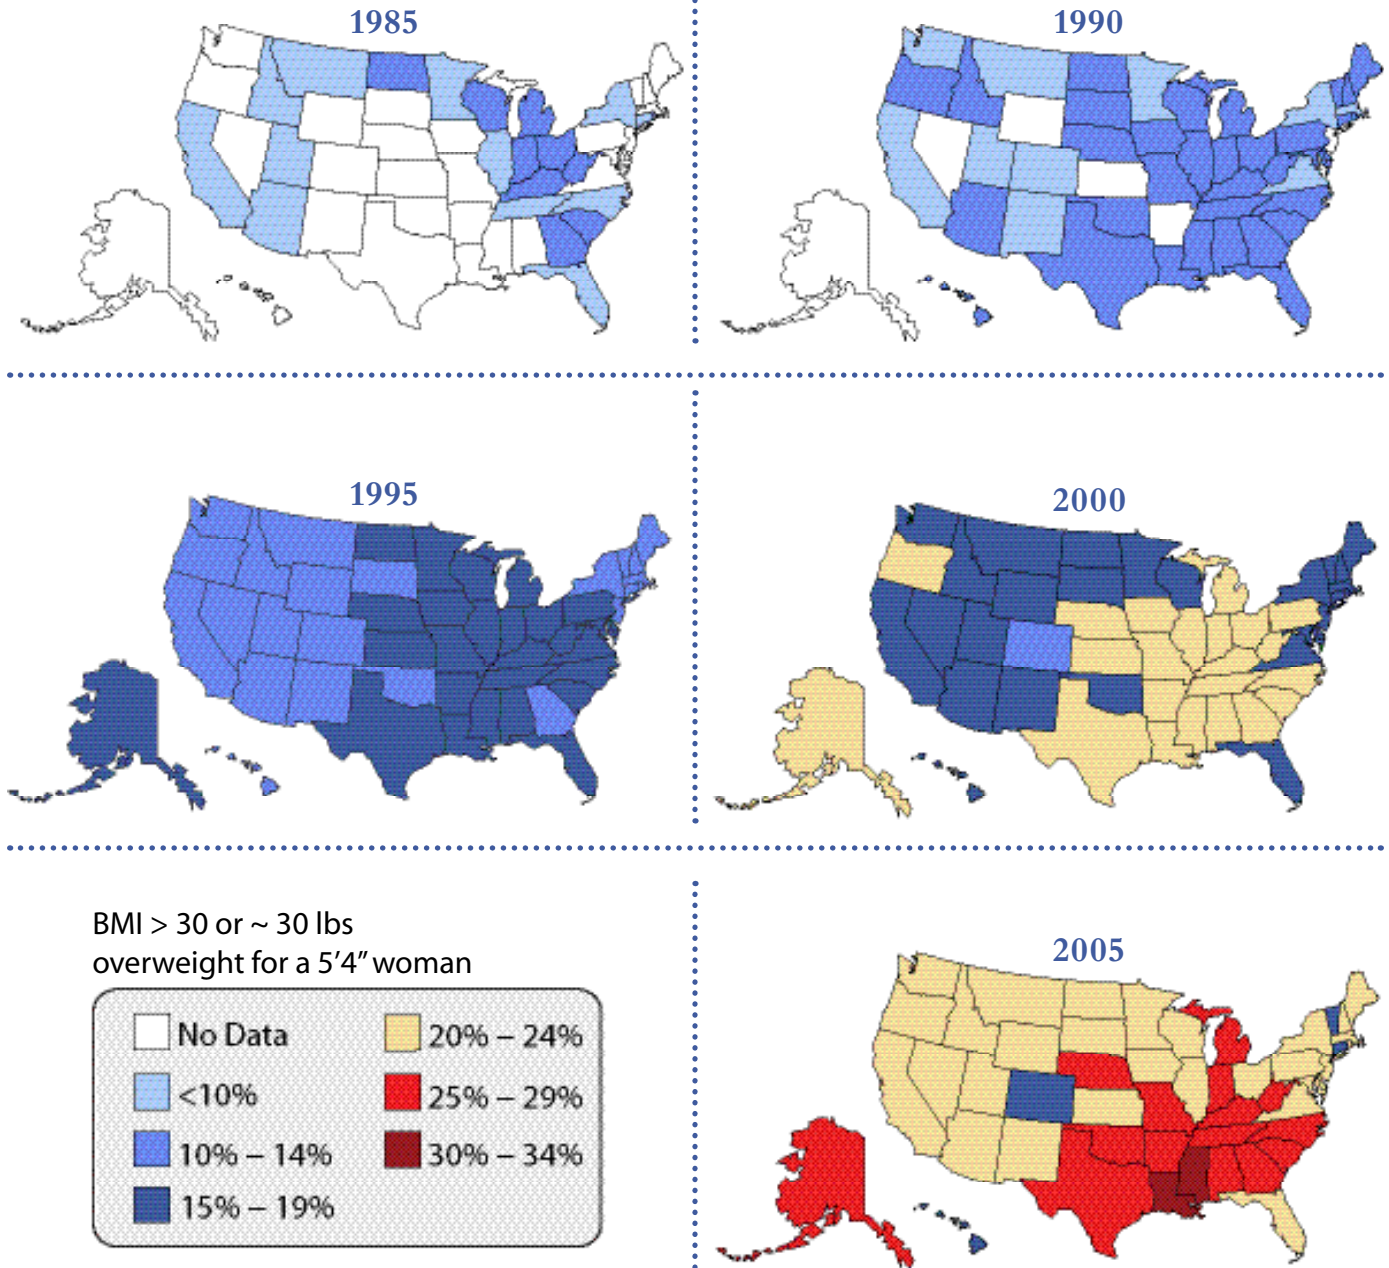 1985
1990
1995
2000
BMI > 30 or ~ 30 lbs
overweight for a 5’4” woman
No Data
<10%
10% – 14%
15% – 19%
20% – 24%
25% – 29%
30% – 34%
2005